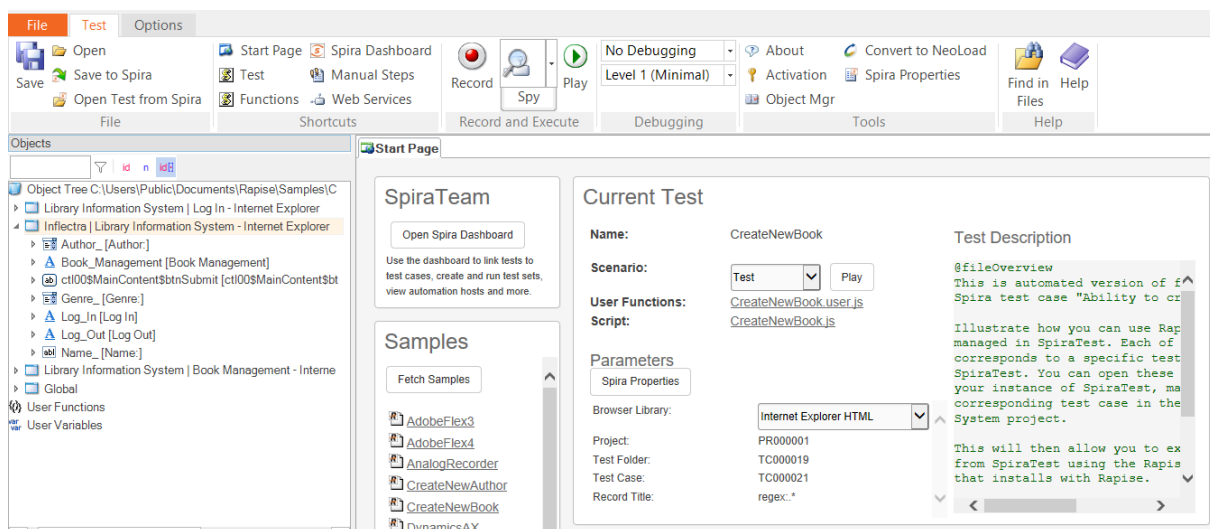 File Test Options
Open Start Page Spira Dashboard No Debugging About Convert to NeoLoad
Save Save to Spira Test Manual Steps Record Play Level 1 (Minimal) Activation Spira Properties Find in Files Help
Open Test from Spira Functions Web Services Spy Object Mgr
File Shortcuts Record and Execute Debugging Tools Help
Objects
Start Page
id n id
Object Tree C:\Users\Public\Documents\Rapise\Samples\C
Library Information System | Log In - Internet Explorer
Inflectra | Library Information System - Internet Explorer
Author_ [Author:]
Book_Management [Book Management]
ctl00$MainContent$btnSubmit [ctl00$MainContent$bt
Genre_ [Genre:]
Log_In [Log In]
Log_Out [Log Out]
Name_ [Name:]
Library Information System | Book Management - Interne
Global
User Functions
User Variables
SpiraTeam
Open Spira Dashboard
Use the dashboard to link tests to
test cases, create and run test sets,
view automation hosts and more.
Samples
Fetch Samples
AdobeFlex3
AdobeFlex4
AnalogRecorder
CreateNewAuthor
CreateNewBook
DynamicsAX
Current Test
Name: CreateNewBook
Scenario: Test Play
User Functions: CreateNewBook.user.js
Script: CreateNewBook.js
Parameters
Spira Properties
Browser Library: Internet Explorer HTML
Project: PR000001
Test Folder: TC000019
Test Case: TC000021
Record Title: regex:.*
Test Description
@fileOverview
This is automated version of f
Spira test case "Ability to cr
Illustrate how you can use Rap
managed in SpiraTest. Each of
corresponds to a specific test
SpiraTest. You can open these
your instance of SpiraTest, ma
corresponding test case in the
System project.
This will then allow you to ex
from SpiraTest using the Rapis
that installs with Rapise.